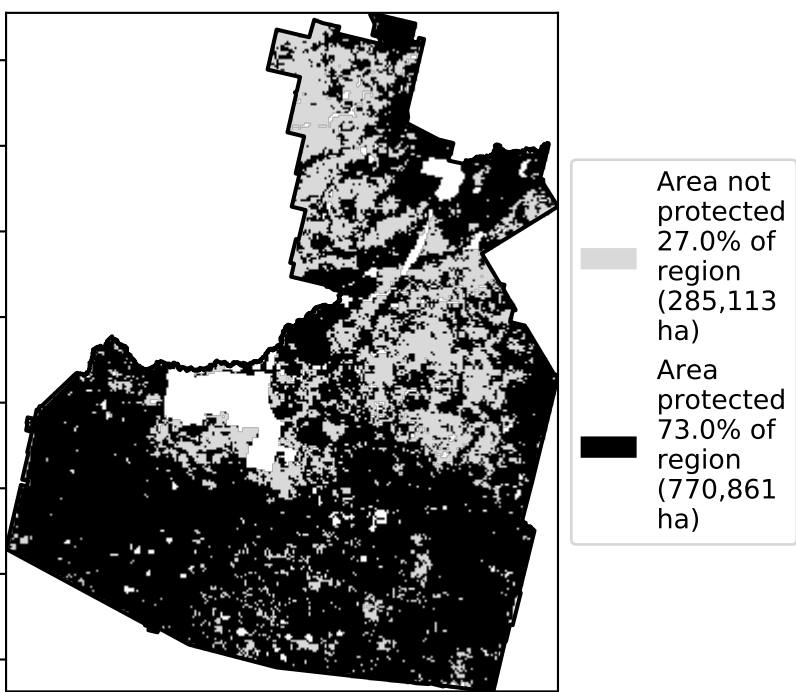 Area not
protected
27.0% of
region
(285,113
ha)
Area
protected
73.0% of
region
(770,861
ha)